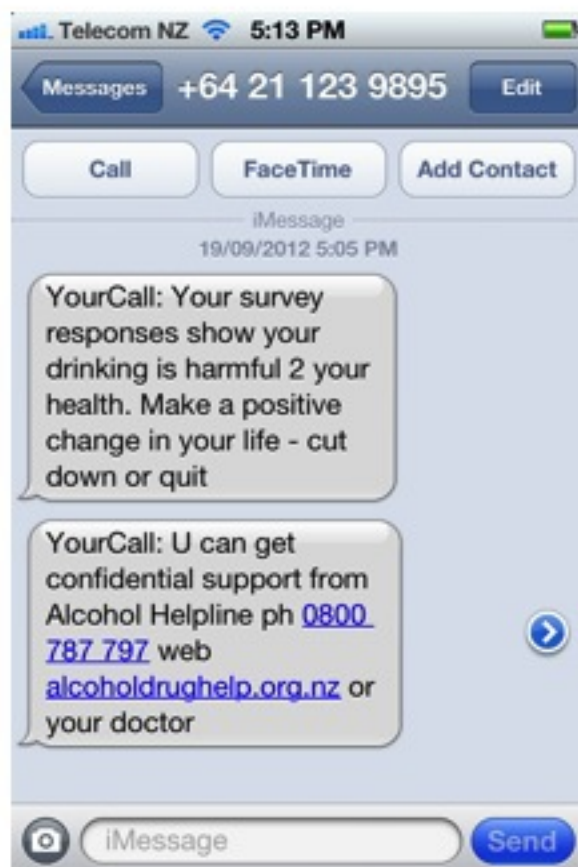 Telecom NZ 5:13 PM
Messages +64 21 123 9895 Edit
Call FaceTime Add Contact
iMessage
19/09/2012 5:05 PM
YourCall: Your survey
responses show your
drinking is harmful 2 your
health. Make a positive
change in your life - cut
down or quit
YourCall: U can get
confidential support from
Alcohol Helpline ph 0800
787 797 web
alcoholdrughelp.org.nz or
your doctor
iMessage Send